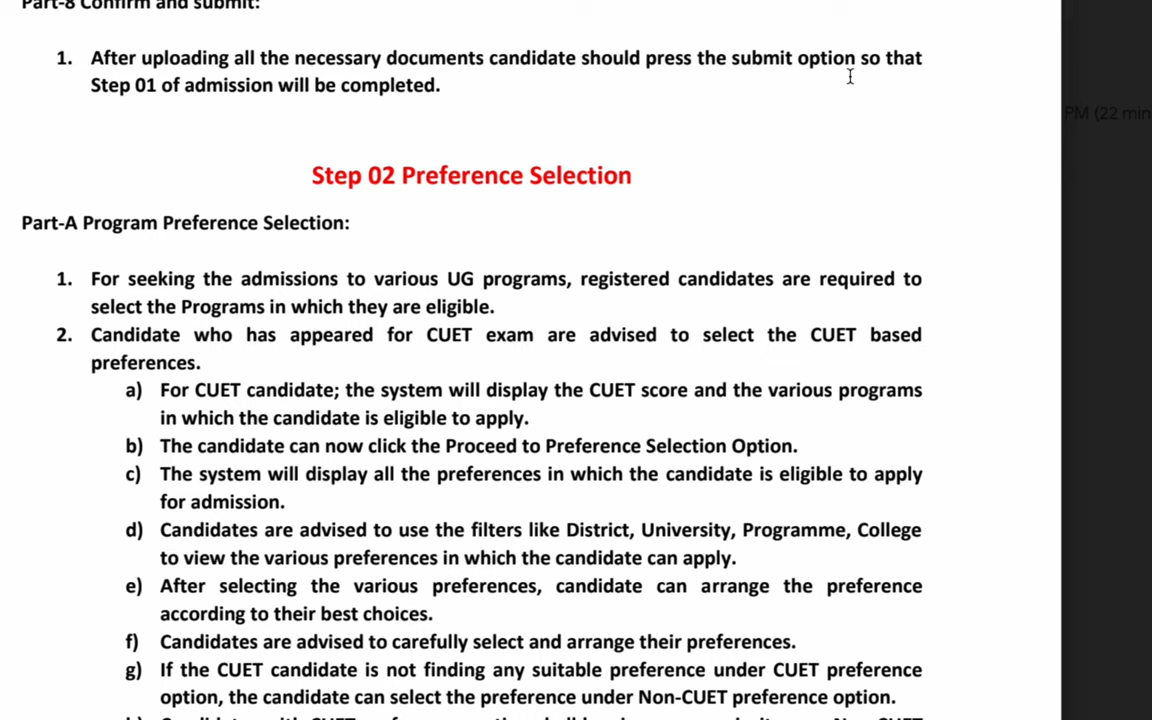 Part-8 Confirm and submit:
1. After uploading all the necessary documents candidate should press the submit option so that
Step 01 of admission will be completed.
PM (22 min
Step 02 Preference Selection
Part-A Program Preference Selection:
1. For seeking the admissions to various UG programs, registered candidates are required to
select the Programs in which they are eligible.
2. Candidate who has appeared for CUET exam are advised to select the CUET based
preferences.
a) For CUET candidate; the system will display the CUET score and the various programs
in which the candidate is eligible to apply.
b) The candidate can now click the Proceed to Preference Selection Option.
c) The system will display all the preferences in which the candidate is eligible to apply
for admission.
d) Candidates are advised to use the filters like District, University, Programme, College
to view the various preferences in which the candidate can apply.
e) After selecting the various preferences, candidate can arrange the preference
according to their best choices.
f) Candidates are advised to carefully select and arrange their preferences.
g) If the CUET candidate is not finding any suitable preference under CUET preference
option, the candidate can select the preference under Non-CUET preference option.